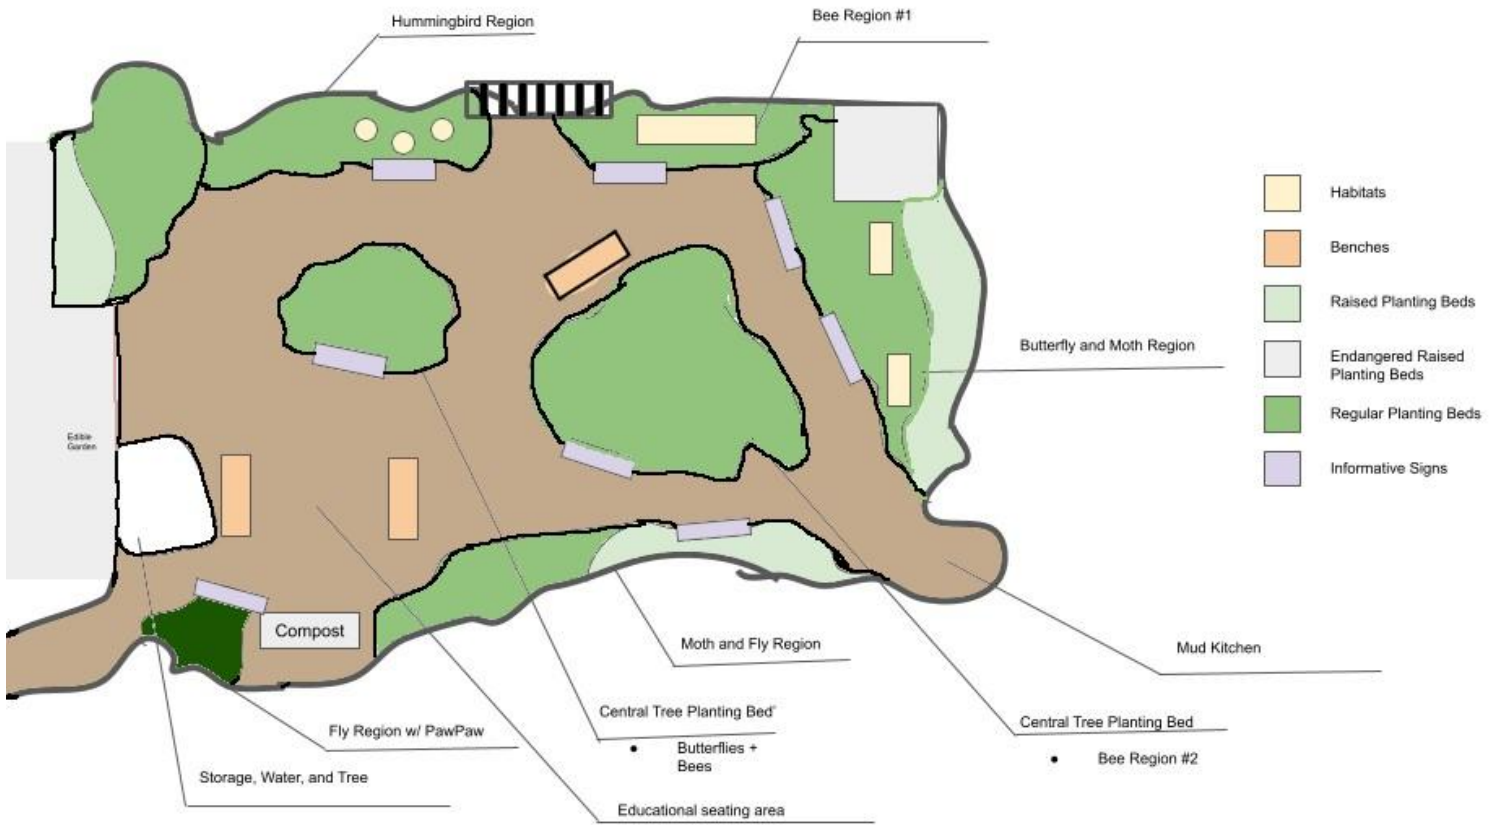 Hummingbird Region
Bee Region #1
Habitats
Benches
Raised Planting Beds
Endangered Raised
Planting Beds
Regular Planting Beds
Informative Signs
Butterfly and Moth Region
Edible
Garden
Compost
Moth and Fly Region
Mud Kitchen
Central Tree Planting Bed'
• Butterflies +
Bees
Central Tree Planting Bed
• Bee Region #2
Fly Region w/ PawPaw
Storage, Water, and Tree
Educational seating area